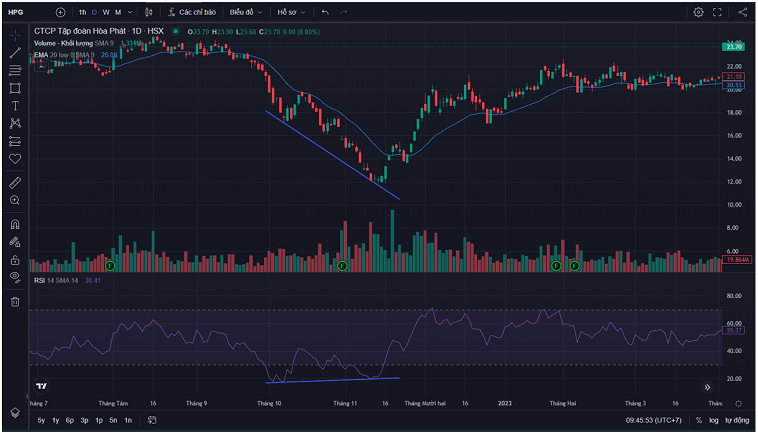 HPG 1h D W M Các chỉ báo Biểu đồ Hồ sơ
CTCP Tập đoàn Hòa Phát · 1D · HSX O23.70 H23.90 L23.60 C23.70 0.00 (0.00%)
Volume - Khối lượng SMA 9 1.331M
EMA 20 low 0 SMA 9 25.06
24.00
23.70
22.00
21.10
20.53
20.00
18.00
16.00
14.00
12.00
10.00
8.00
6.00
19.864M
F F F F
RSI 14 SMA 14 30.41
80.00
60.00
55.37
40.00
20.00
Tháng 7 Tháng Tám 16 Tháng 9 Tháng 10 Tháng 11 16 Tháng Mười hai 2023 16 Tháng Hai 16 Tháng 3 16 Thán
5y 1y 6p 3p 1p 5n 1n 09:45:53 (UTC+7) % log tự động